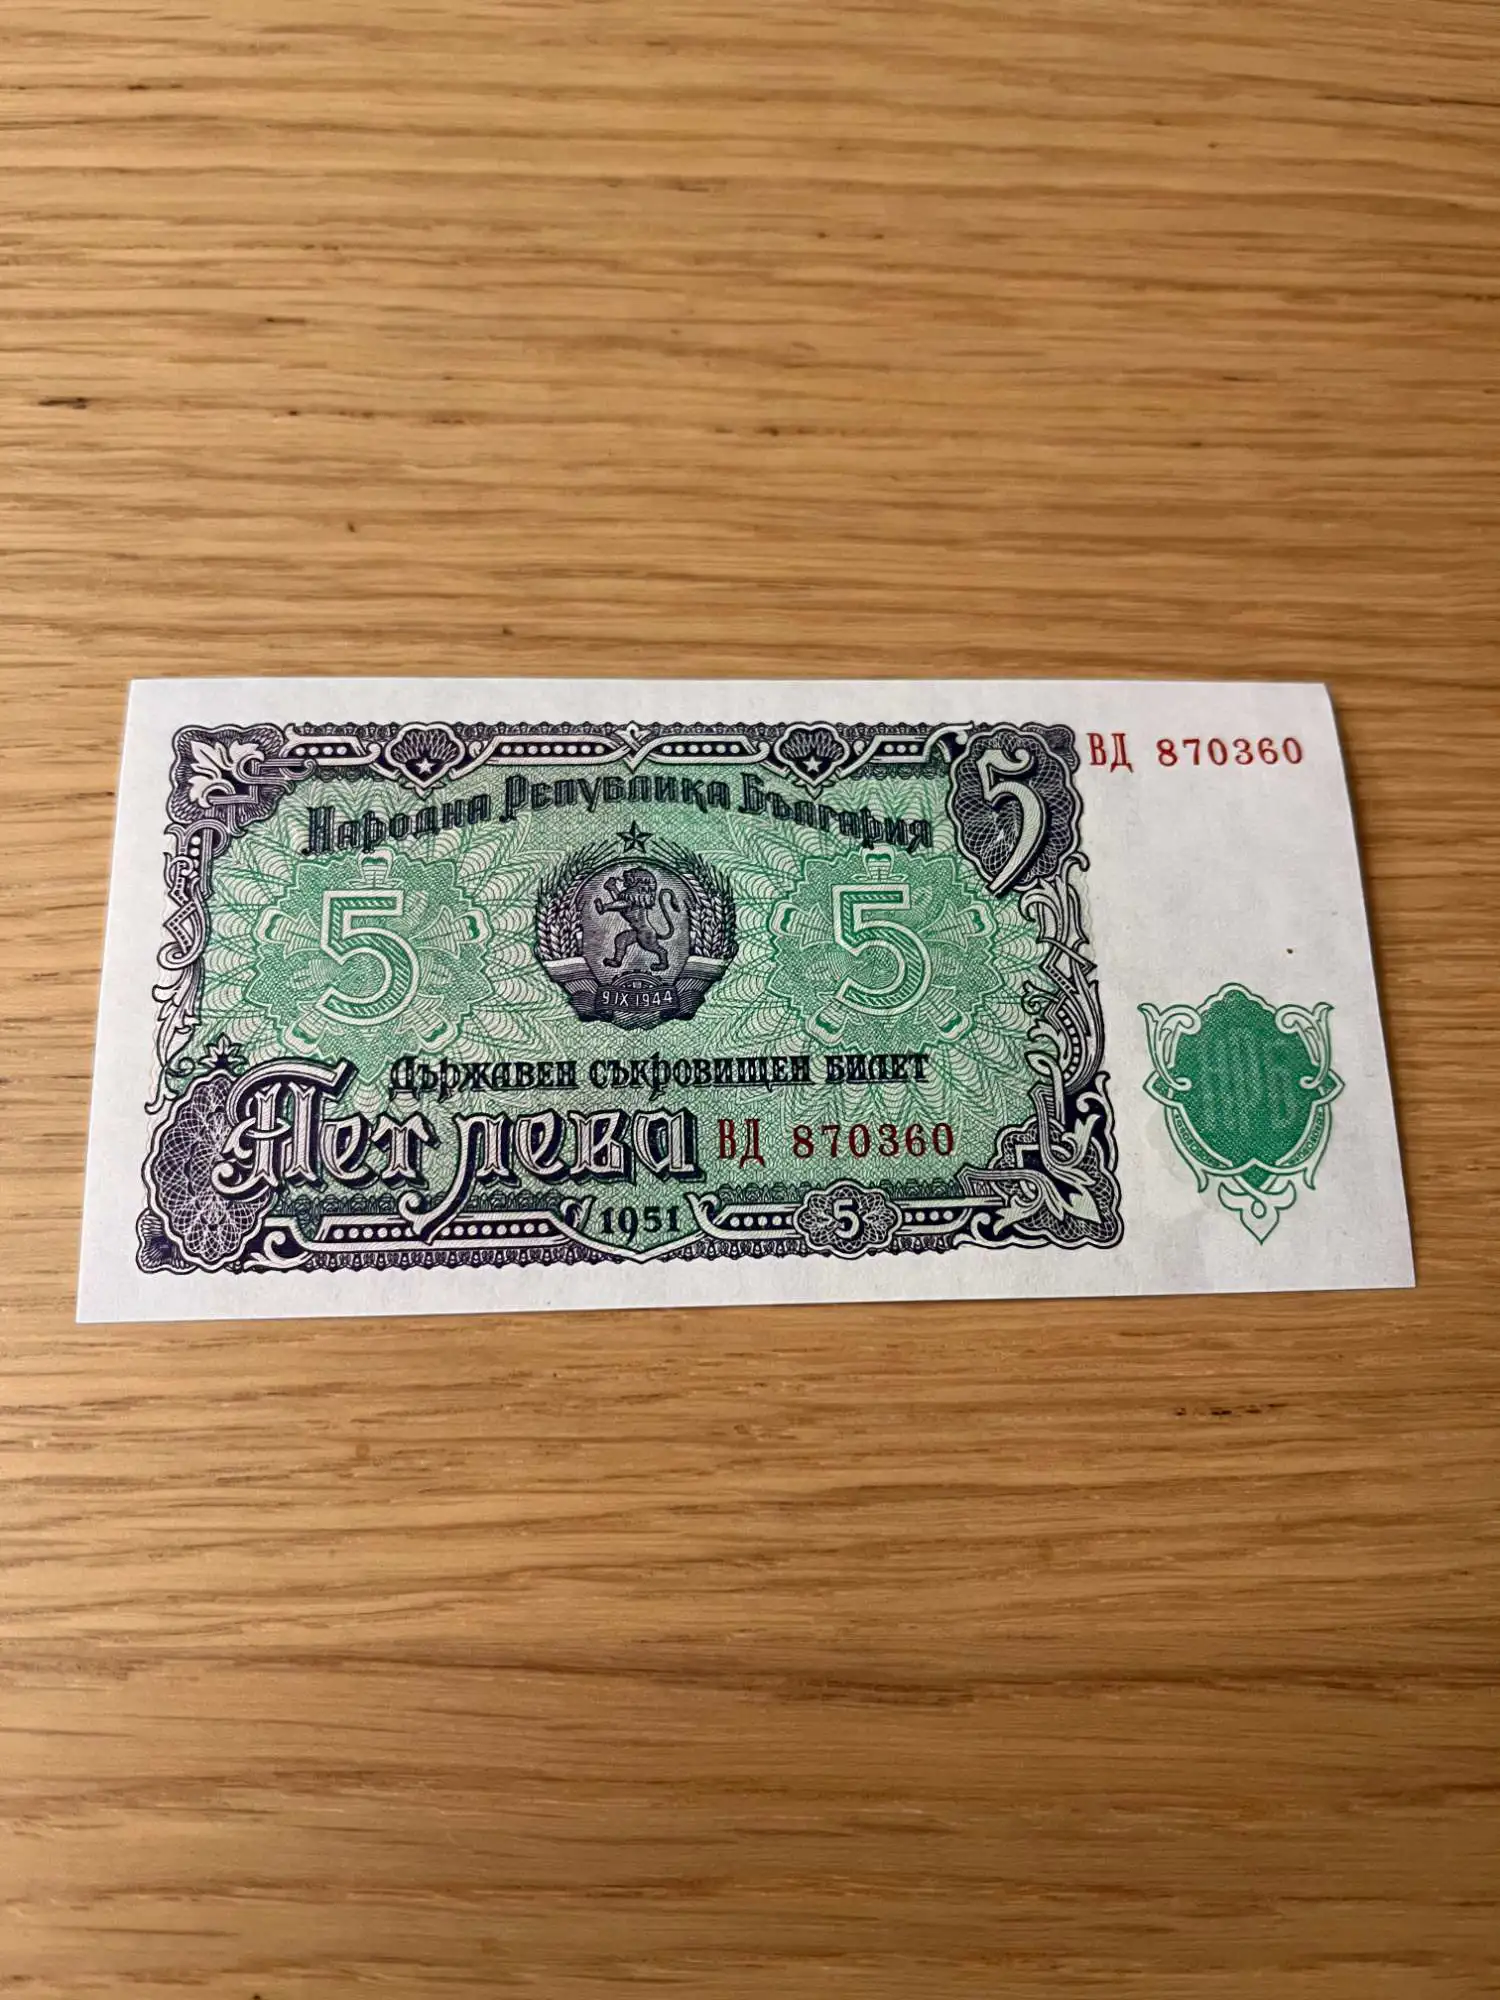 Народна Република България
5
ВД 870360
5
5
9.IX.1944
Държавен съкровищен билет
Пет лева
ВД 870360
НРБ
1951
5